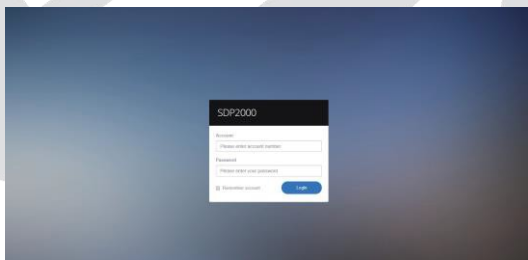 SDP2000
Account
Please enter account number
Password
Please enter your password
Remember account
Login